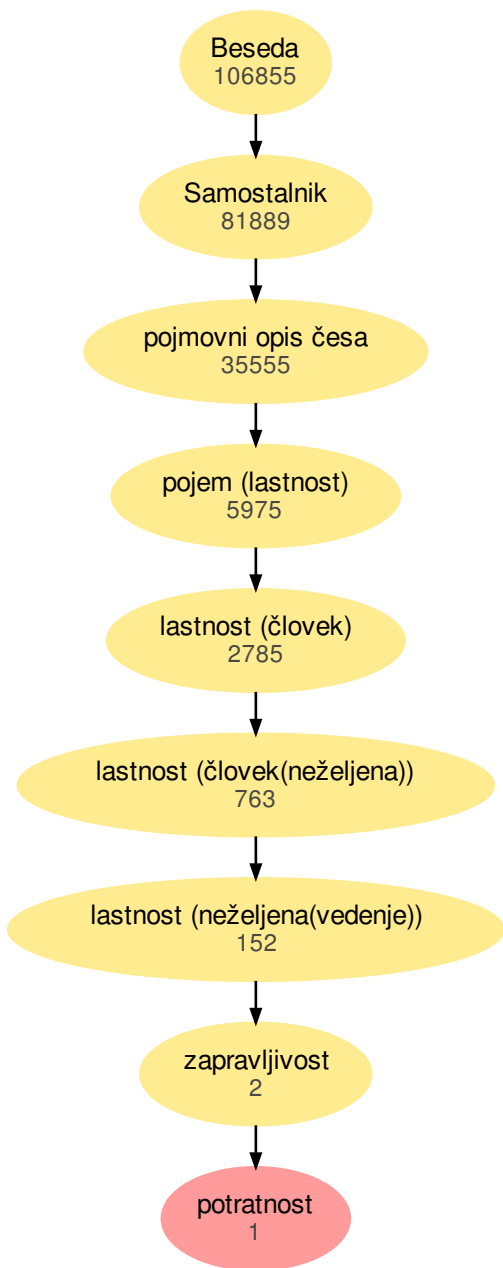 Beseda
106855
Samostalnik
81889
pojmovni opis česa
35555
pojem (lastnost)
5975
lastnost (človek)
2785
lastnost (človek(neželjena))
763
lastnost (neželjena(vedenje))
152
zapravljivost
2
potratnost
1